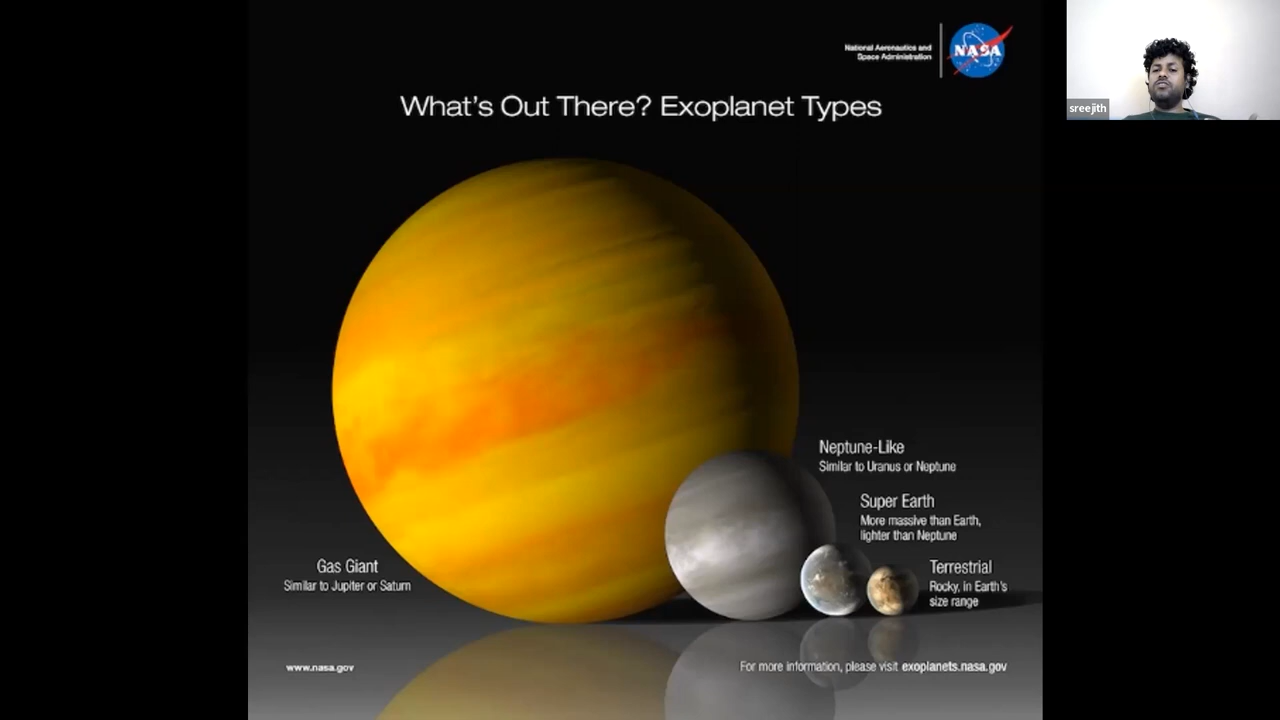 National Aeronautics and
Space Administration
NASA
sreejith
What's Out There? Exoplanet Types
Neptune-Like
Similar to Uranus or Neptune
Super Earth
More massive than Earth,
lighter than Neptune
Gas Giant
Similar to Jupiter or Saturn
Terrestrial
Rocky, in Earth's
size range
www.nasa.gov
For more information, please visit exoplanets.nasa.gov